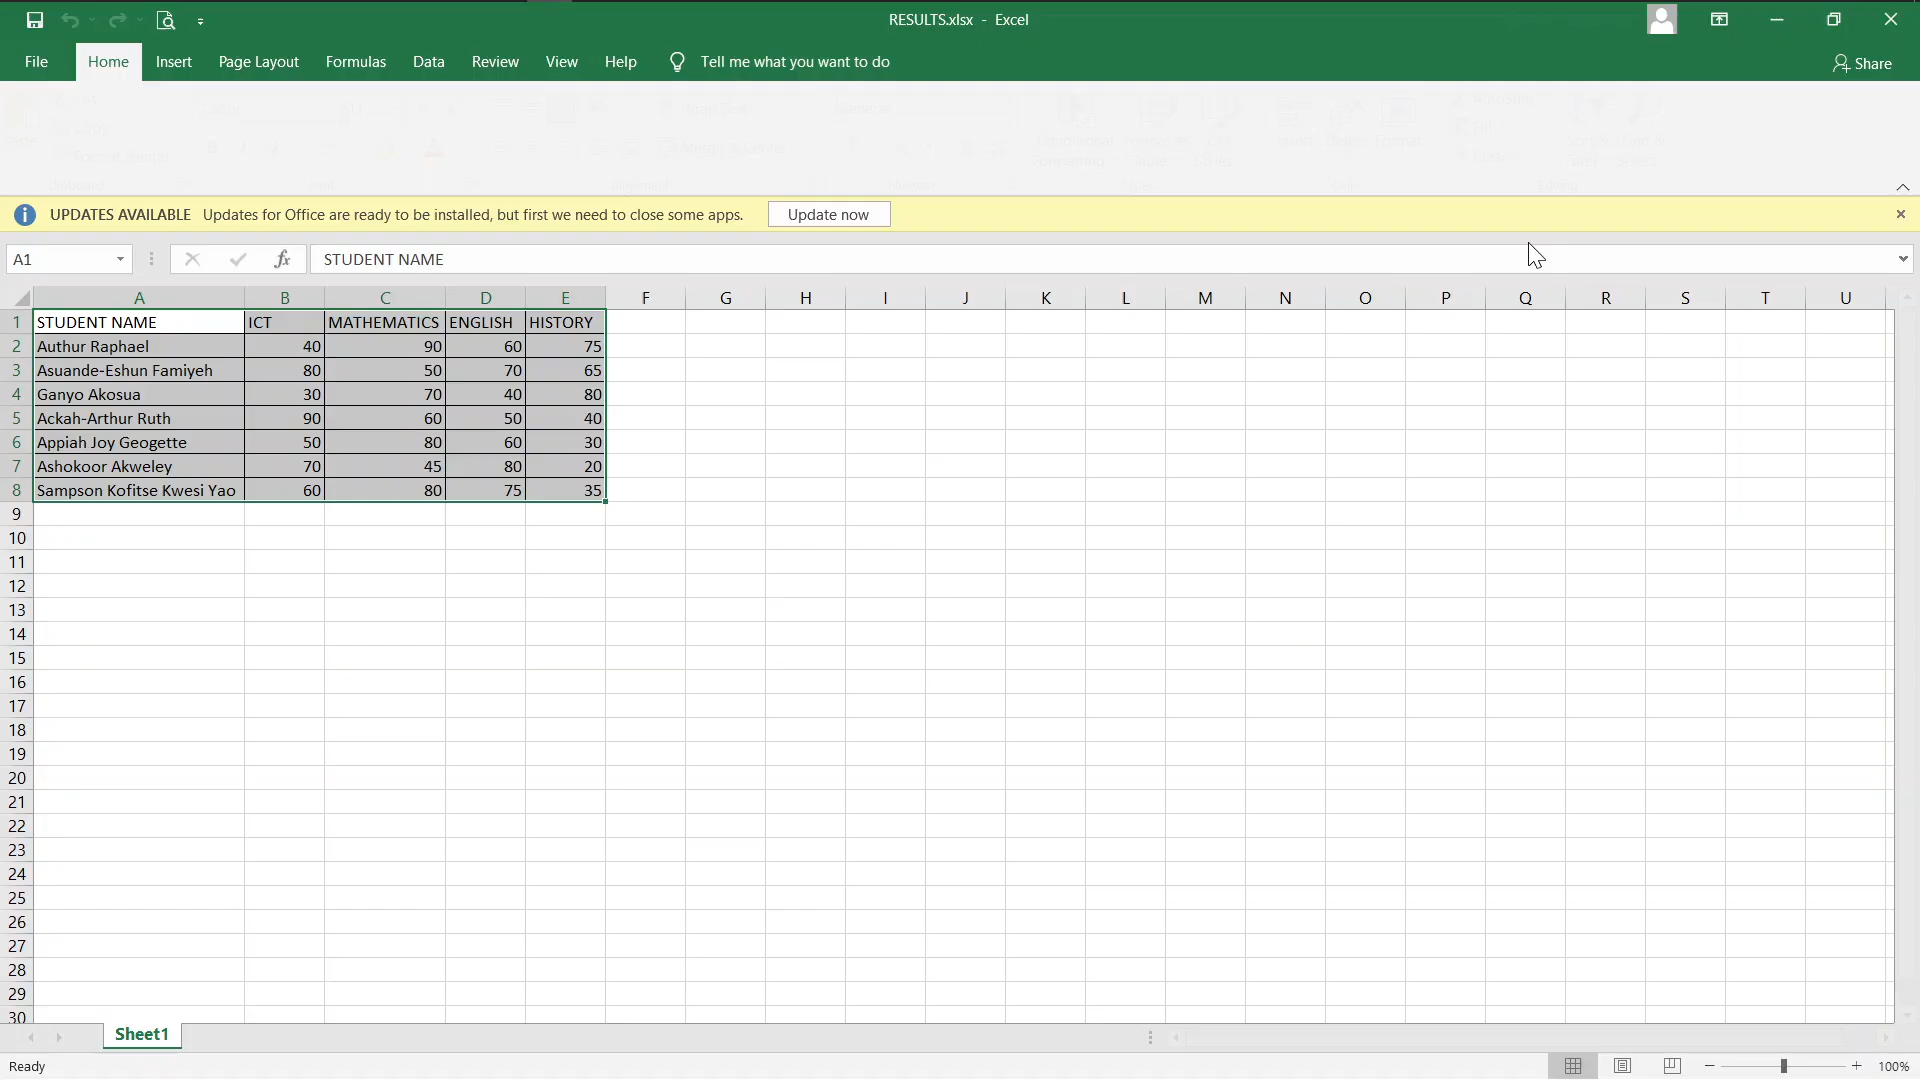 RESULTS.xlsx - Excel
File Home Insert Page Layout Formulas Data Review View Help Tell me what you want to do Share
UPDATES AVAILABLE Updates for Office are ready to be installed, but first we need to close some apps. Update now
A1 fx STUDENT NAME
A B C D E F G H I J K L M N O P Q R S T U
1 STUDENT NAME ICT MATHEMATICS ENGLISH HISTORY
2 Authur Raphael 40 90 60 75
3 Asuande-Eshun Famiyeh 80 50 70 65
4 Ganyo Akosua 30 70 40 80
5 Ackah-Arthur Ruth 90 60 50 40
6 Appiah Joy Geogette 50 80 60 30
7 Ashokoor Akweley 70 45 80 20
8 Sampson Kofitse Kwesi Yao 60 80 75 35
9
10
11
12
13
14
15
16
17
18
19
20
21
22
23
24
25
26
27
28
29
30
Sheet1
Ready 100%